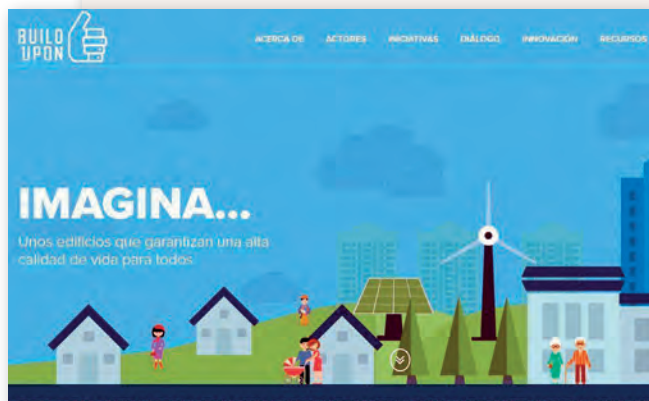 BUILD
UPON
ACERCA DE ACTORES INICIATIVAS DIÁLOGO INNOVACIÓN RECURSOS
IMAGINA...
Unos edificios que garantizan una alta
calidad de vida para todos